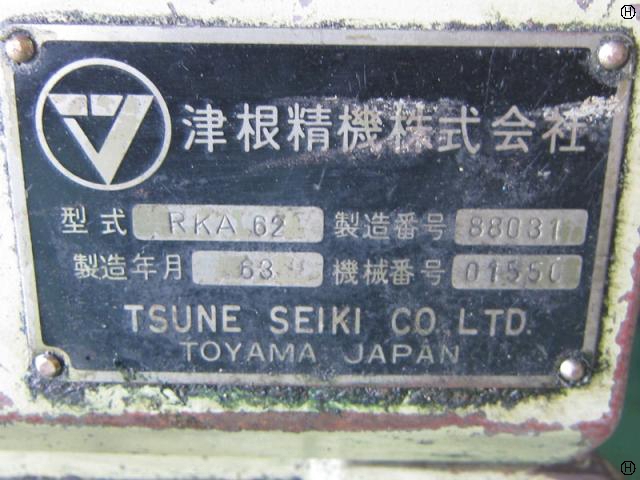 津根精機株式会社
型式 RKA 62 製造番号 88031
製造年月 63 機械番号 01550
TSUNE SEIKI CO.LTD.
TOYAMA JAPAN